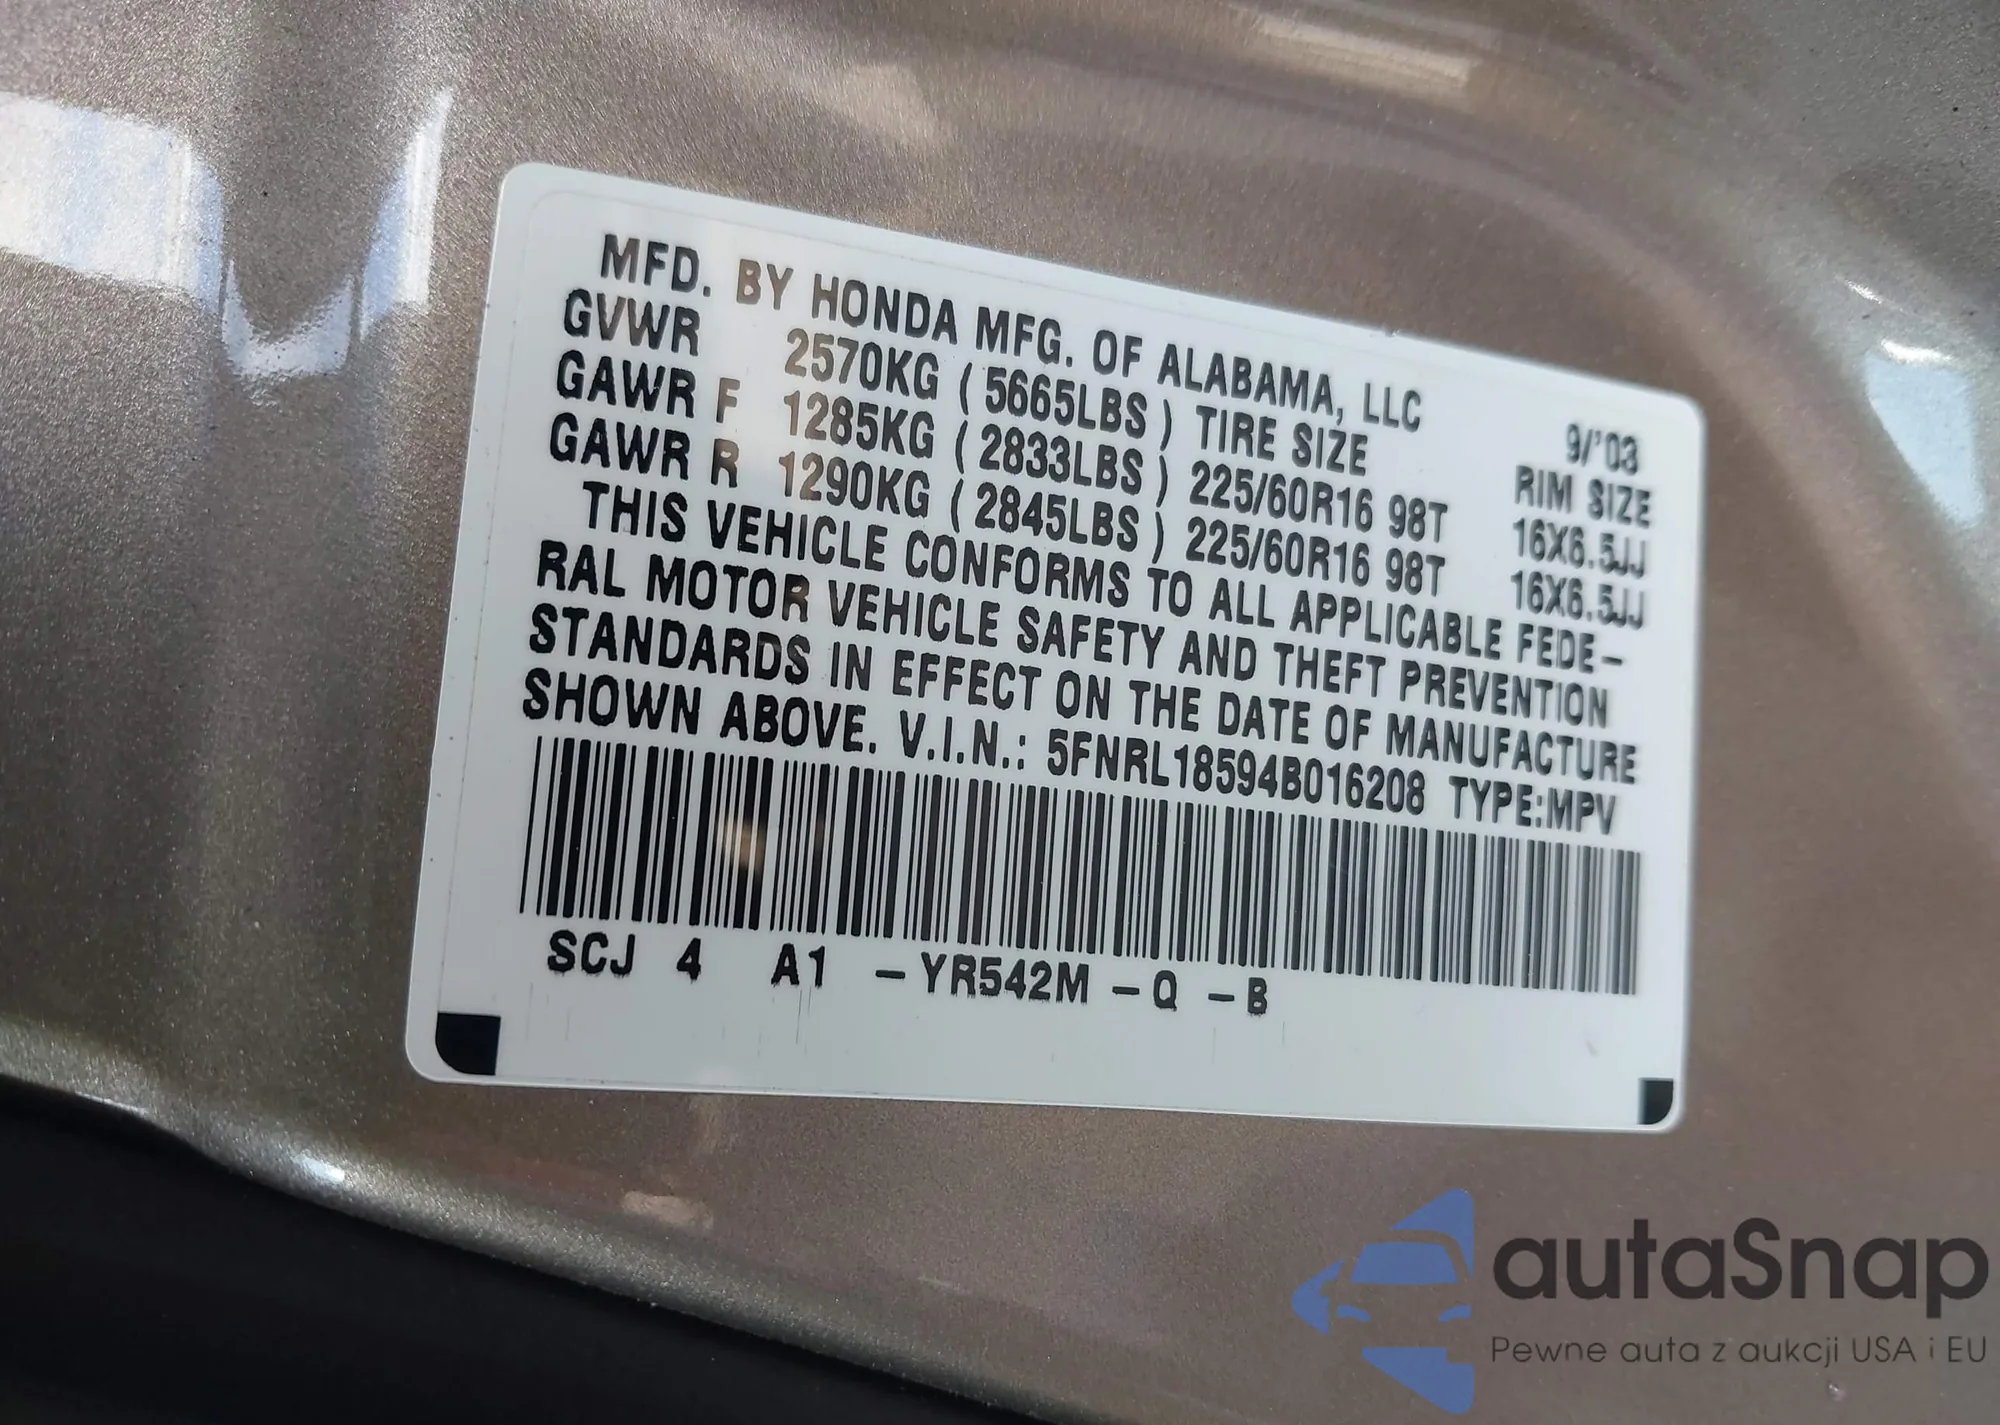 MFD. BY HONDA MFG. OF ALABAMA, LLC 9/'03
GVWR 2570KG ( 5665LBS ) TIRE SIZE RIM SIZE
GAWR F 1285KG ( 2833LBS ) 225/60R16 98T 16X6.5JJ
GAWR R 1290KG ( 2845LBS ) 225/60R16 98T 16X6.5JJ
THIS VEHICLE CONFORMS TO ALL APPLICABLE FEDE-
RAL MOTOR VEHICLE SAFETY AND THEFT PREVENTION
STANDARDS IN EFFECT ON THE DATE OF MANUFACTURE
SHOWN ABOVE. V.I.N.: 5FNRL18594B016208 TYPE:MPV
SCJ 4 A1 -YR542M -Q -B
autaSnap
Pewne auta z aukcji USA i EU